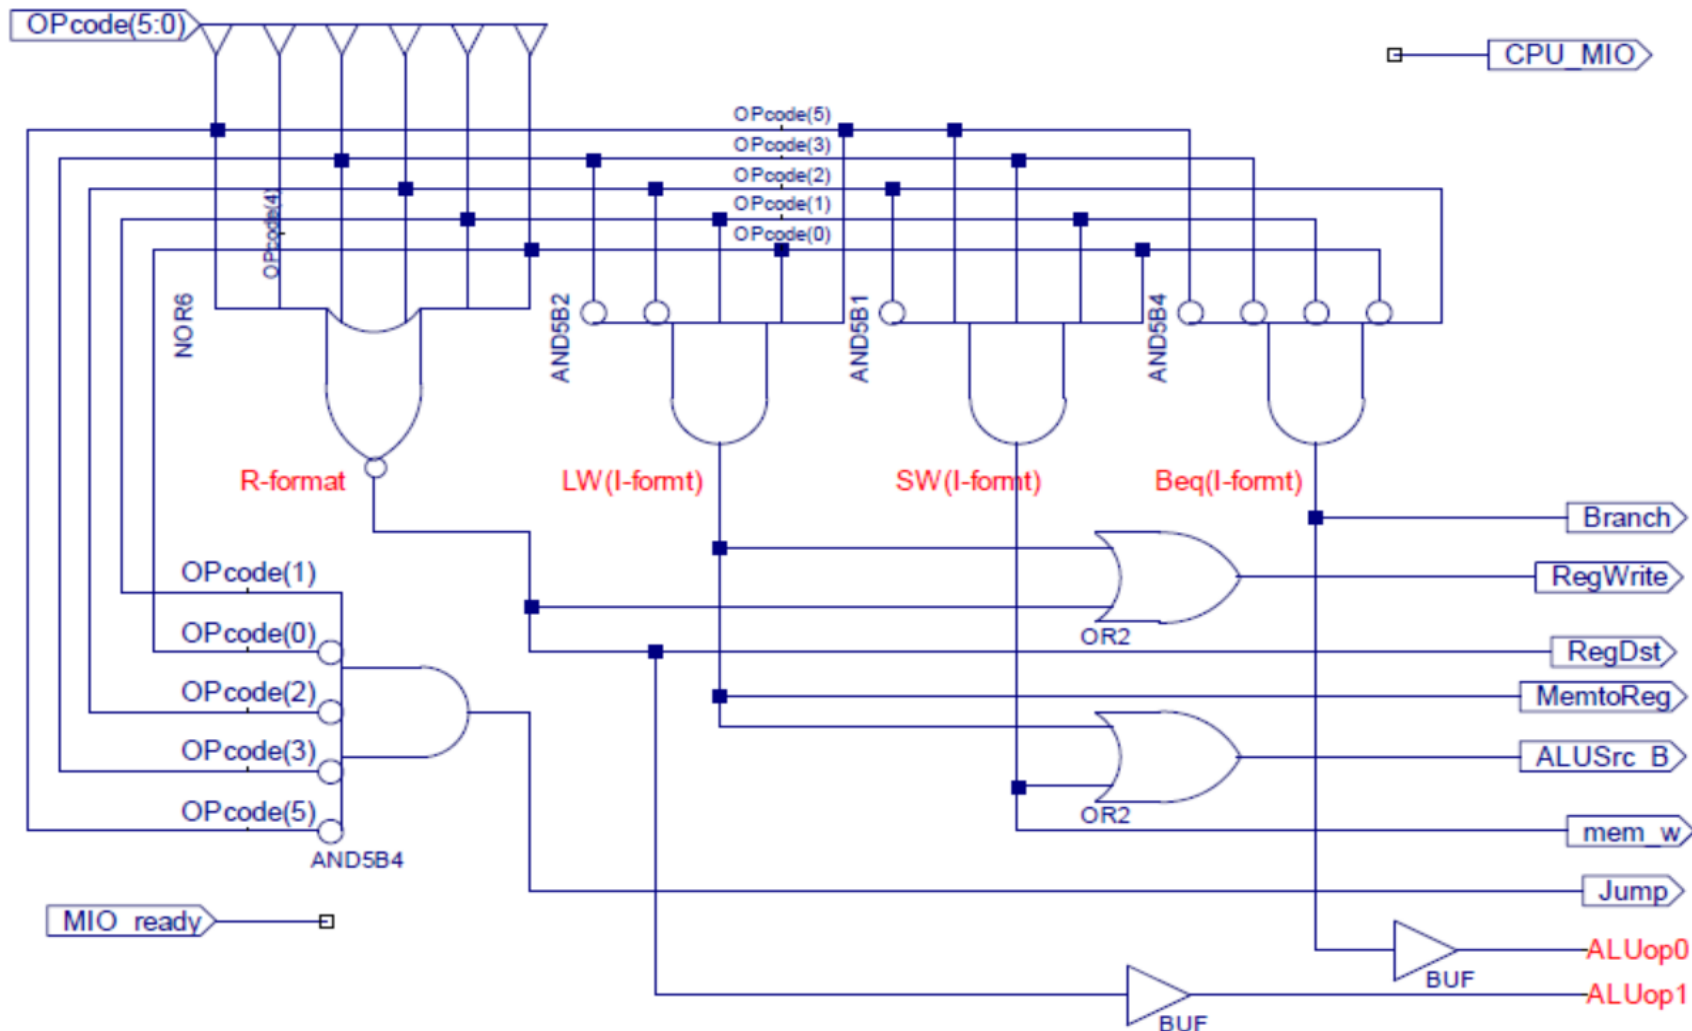 OPcode(5:0)
CPU_MIO
OPcode(5)
OPcode(3)
OPcode(2)
OPcode(1)
OPcode(0)
OPcode(4)
NOR6
AND5B2
AND5B1
AND5B4
R-format
LW(I-formt)
SW(I-formt)
Beq(I-formt)
Branch
OPcode(1)
RegWrite
OPcode(0)
OR2
RegDst
OPcode(2)
MemtoReg
OPcode(3)
ALUSrc_B
OPcode(5)
OR2
mem_w
AND5B4
Jump
MIO_ready
ALUop0
BUF
ALUop1
BUF